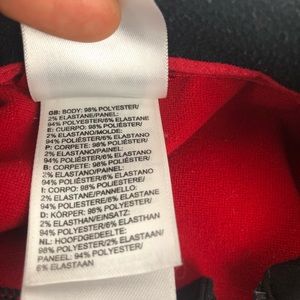 GB: BODY: 98% POLYESTER/
2% ELASTANE/PANEL:
94% POLYESTER/6% ELASTANE
E: CUERPO: 98% POLIÉSTER/
2% ELASTANO/MOLDE:
94% POLIÉSTER/6% ELASTANO
P: CORPETE: 98% POLIÉSTER/
2% ELASTANO/PAINEL:
94% POLIÉSTER/6% ELASTANO
B: CORPETE: 98% POLIÉSTER/
2% ELASTANO/PAINEL:
94% POLIÉSTER/6% ELASTANO
I: CORPO: 98% POLIESTERE/
2% ELASTANO/PANNELLO:
94% POLIESTERE/6% ELASTANO
D: KÖRPER: 98% POLYESTER/
2% ELASTHAN/EINSATZ:
94% POLYESTER/6% ELASTHAN
NL: HOOFDGEDEELTE:
98% POLYESTER/2% ELASTAAN/
PANEEL: 94% POLYESTER/
6% ELASTAAN